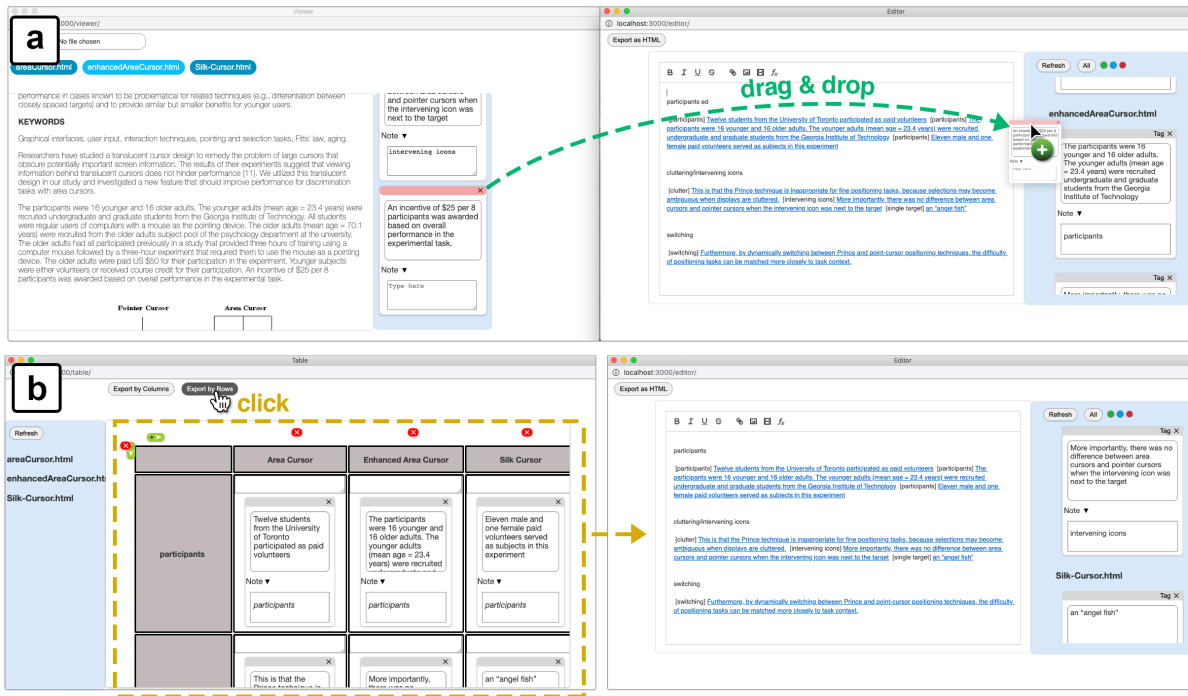 a
Viewer
000/viewer/
No file chosen
areaCursor.html
enhancedAreaCursor.html
Silk-Cursor.html
performance in cases known to be problematical for related techniques (e.g., differentiation between
closely spaced targets) and to provide similar but smaller benefits for younger users.
KEYWORDS
Graphical interfaces, user input, interaction techniques, pointing and selection tasks, Fitts' law, aging.
Researchers have studied a translucent cursor design to remedy the problem of large cursors that
obscure potentially important screen information. The results of their experiments suggest that viewing
information behind translucent cursors does not hinder performance [11]. We utilized this translucent
design in our study and investigated a new feature that should improve performance for discrimination
tasks with area cursors.
The participants were 16 younger and 16 older adults. The younger adults (mean age = 23.4 years) were
recruited undergraduate and graduate students from the Georgia Institute of Technology. All students
were regular users of computers with a mouse as the pointing device. The older adults (mean age = 70.1
years) were recruited from the older adults subject pool of the psychology department at the university.
The older adults had all participated previously in a study that provided three hours of training using a
computer mouse followed by a three-hour experiment that required them to use the mouse as a pointing
device. The older adults were paid US $50 for their participation in the experiment. Younger subjects
were either volunteers or received course credit for their participation. An incentive of $25 per 8
participants was awarded based on overall performance in the experimental task.
Pointer Cursor
Area Cursor
between area cursors
and pointer cursors when
the intervening icon was
next to the target
Note ▼
intervening icons
×
An incentive of $25 per 8
participants was awarded
based on overall
performance in the
experimental task.
Note ▼
Type here
Editor
localhost:3000/editor/
Export as HTML
B I U S fx
drag & drop
participants ed
[participants] Twelve students from the University of Toronto participated as paid volunteers [participants] The
participants were 16 younger and 16 older adults. The younger adults (mean age = 23.4 years) were recruited
undergraduate and graduate students from the Georgia Institute of Technology [participants] Eleven male and one
female paid volunteers served as subjects in this experiment
cluttering/intervening icons
[clutter] This is that the Prince technique is inappropriate for fine positioning tasks, because selections may become
ambiguous when displays are cluttered. [intervening icons] More importantly, there was no difference between area
cursors and pointer cursors when the intervening icon was next to the target [single target] an "angel fish"
switching
[switching] Furthermore, by dynamically switching between Prince and point-cursor positioning techniques, the difficulty
of positioning tasks can be matched more closely to task context.
Refresh
All
enhancedAreaCursor.html
Tag ×
The participants were 16
younger and 16 older adults.
The younger adults (mean age
= 23.4 years) were recruited
undergraduate and graduate
students from the Georgia
Institute of Technology
Note ▼
participants
Tag ×
More importantly, there was no
b
Table
000/table/
Export by Columns
Export by Rows
click
Refresh
areaCursor.html
enhancedAreaCursor.ht
Silk-Cursor.html
Area Cursor
Enhanced Area Cursor
Silk Cursor
participants
×
Twelve students
from the University
of Toronto
participated as paid
volunteers
Note ▼
participants
×
The participants
were 16 younger and
16 older adults. The
younger adults
(mean age = 23.4
years) were recruited
undergraduate and
Note ▼
participants
×
Eleven male and
one female paid
volunteers served
as subjects in this
experiment
Note ▼
participants
×
This is that the
Prince technique is
×
More importantly,
there was no
×
an "angel fish"
Editor
localhost:3000/editor/
Export as HTML
B I U S fx
participants
[participants] Twelve students from the University of Toronto participated as paid volunteers [participants] The
participants were 16 younger and 16 older adults. The younger adults (mean age = 23.4 years) were recruited
undergraduate and graduate students from the Georgia Institute of Technology [participants] Eleven male and one
female paid volunteers served as subjects in this experiment
cluttering/intervening icons
[clutter] This is that the Prince technique is inappropriate for fine positioning tasks, because selections may become
ambiguous when displays are cluttered. [intervening icons] More importantly, there was no difference between area
cursors and pointer cursors when the intervening icon was next to the target [single target] an "angel fish"
switching
[switching] Furthermore, by dynamically switching between Prince and point-cursor positioning techniques, the difficulty
of positioning tasks can be matched more closely to task context.
Refresh
All
Tag ×
More importantly, there was no
difference between area
cursors and pointer cursors
when the intervening icon was
next to the target
Note ▼
intervening icons
Silk-Cursor.html
Tag ×
an "angel fish"